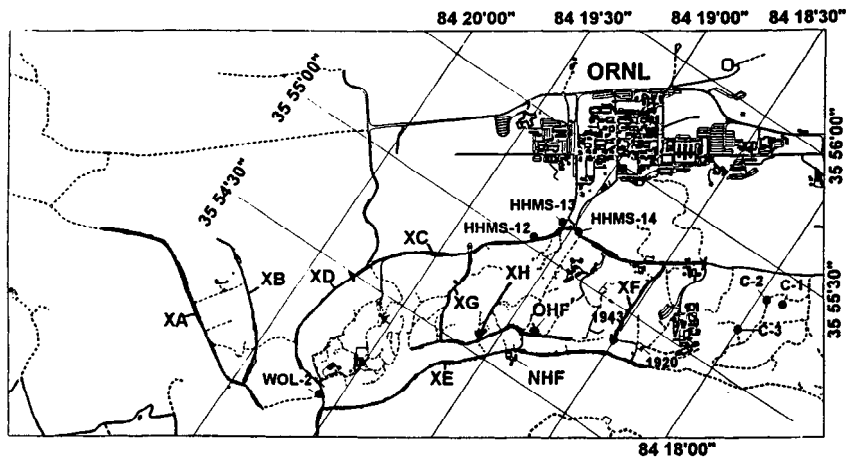 84 20'00"
84 19'30"
84 19'00"
84 18'30"
35 55'00"
ORNL
35 56'00"
35 54'30"
HHMS-13
HHMS-12
HHMS-14
XC
XD
XH
XB
XG
XF
C-2
C-1
XA
OHF
1943
C-3
35 55'30"
1920
WOL-2
XE
NHF
84 18'00"